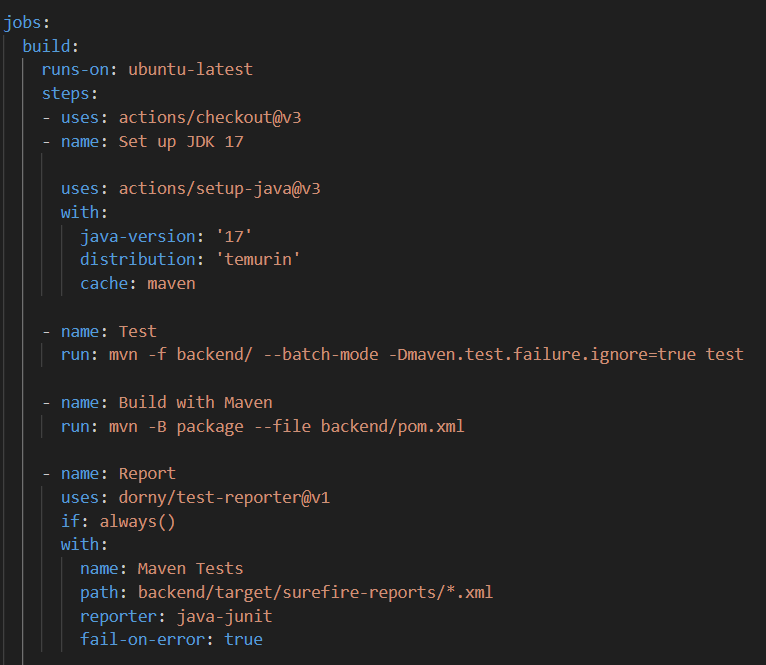 jobs:
  build:
    runs-on: ubuntu-latest
    steps:
    - uses: actions/checkout@v3
    - name: Set up JDK 17
      uses: actions/setup-java@v3
      with:
        java-version: '17'
        distribution: 'temurin'
        cache: maven
    - name: Test
      run: mvn -f backend/ --batch-mode -Dmaven.test.failure.ignore=true test
    - name: Build with Maven
      run: mvn -B package --file backend/pom.xml
    - name: Report
      uses: dorny/test-reporter@v1
      if: always()
      with:
        name: Maven Tests
        path: backend/target/surefire-reports/*.xml
        reporter: java-junit
        fail-on-error: true